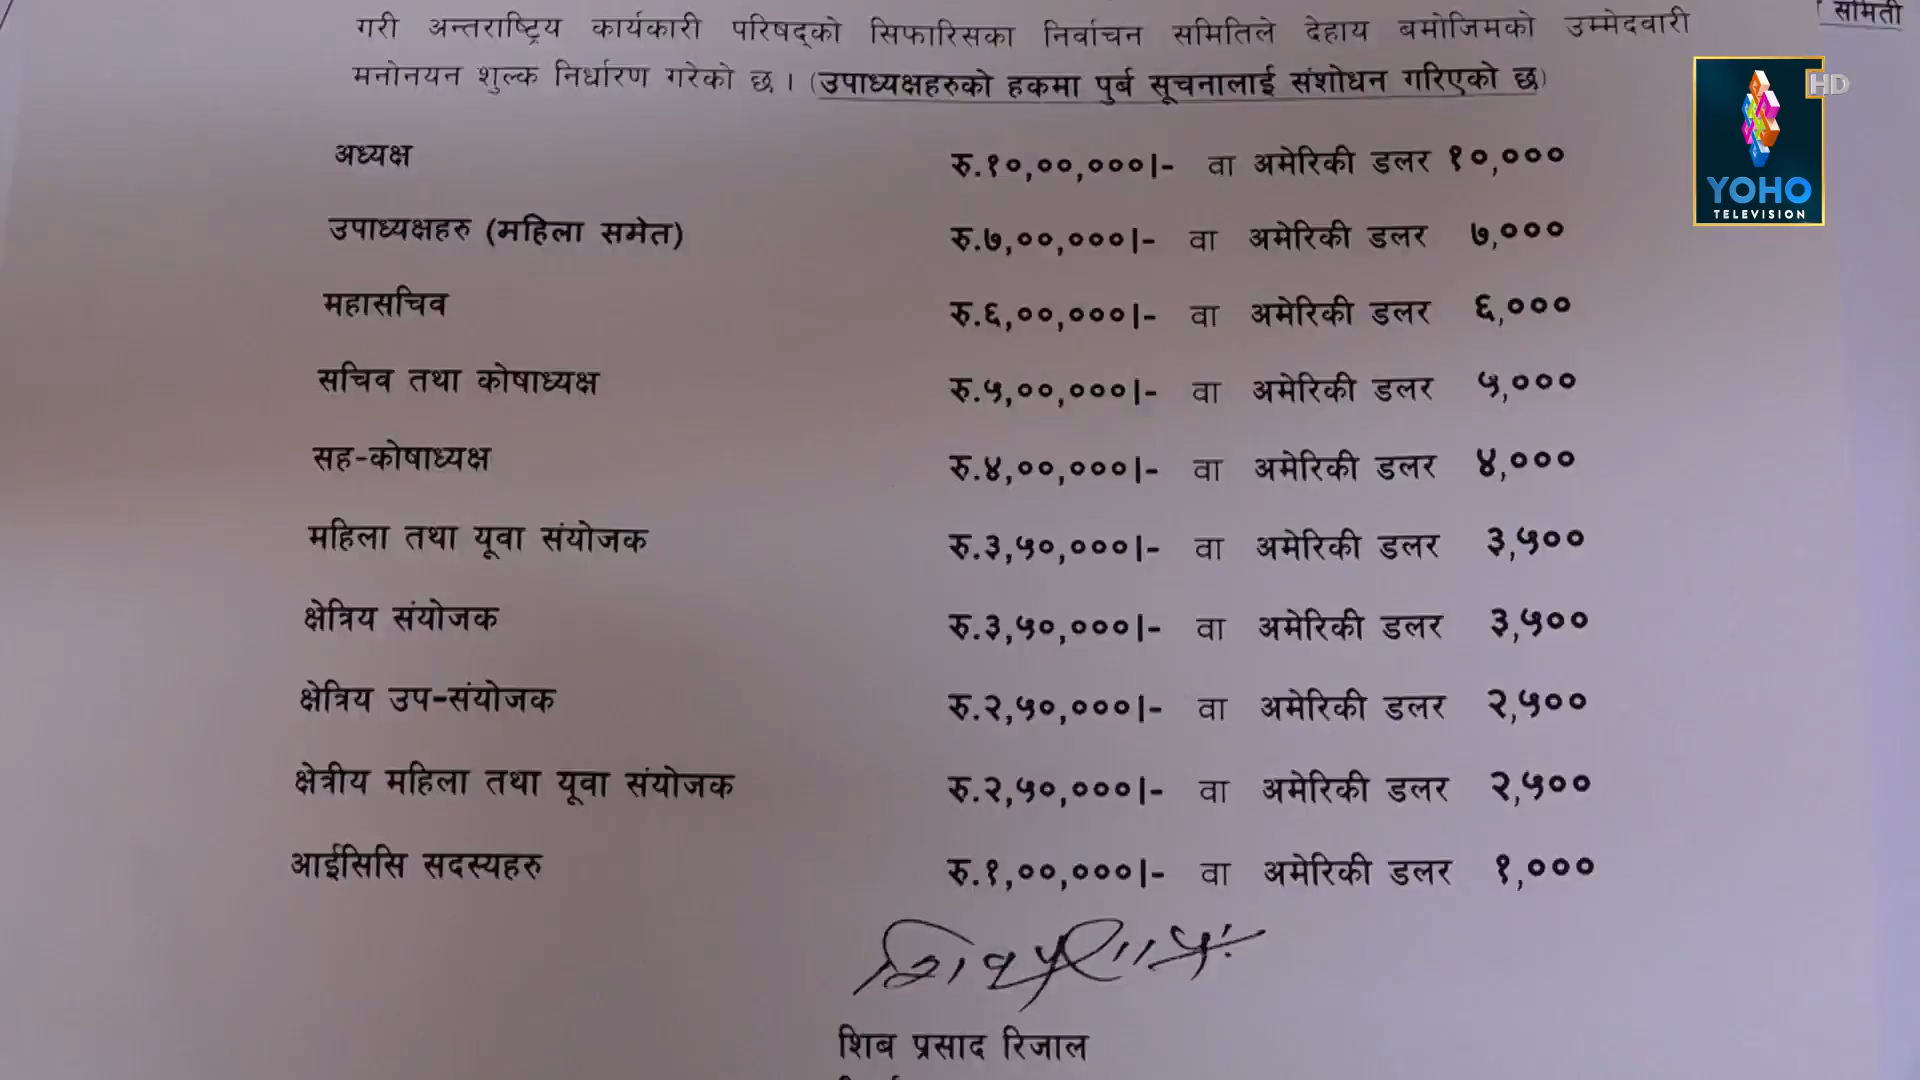 समिती
गरी अन्तराष्ट्रिय कार्यकारी परिषद्को सिफारिसका निर्वाचन समितिले देहाय बमोजिमको उम्मेदवारी
मनोनयन शुल्क निर्धारण गरेको छ । (उपाध्यक्षहरुको हकमा पुर्ब सूचनालाई संशोधन गरिएको छ)
HD
YOHO
TELEVISION
अध्यक्ष रु.१०,००,०००|- वा अमेरिकी डलर १०,०००
उपाध्यक्षहरु (महिला समेत) रु.७,००,०००|- वा अमेरिकी डलर ७,०००
महासचिव रु.६,००,०००|- वा अमेरिकी डलर ६,०००
सचिव तथा कोषाध्यक्ष रु.५,००,०००|- वा अमेरिकी डलर ५,०००
सह-कोषाध्यक्ष रु.४,००,०००|- वा अमेरिकी डलर ४,०००
महिला तथा यूवा संयोजक रु.३,५०,०००|- वा अमेरिकी डलर ३,५००
क्षेत्रिय संयोजक रु.३,५०,०००|- वा अमेरिकी डलर ३,५००
क्षेत्रिय उप-संयोजक रु.२,५०,०००|- वा अमेरिकी डलर २,५००
क्षेत्रीय महिला तथा यूवा संयोजक रु.२,५०,०००|- वा अमेरिकी डलर २,५००
आईसिसि सदस्यहरु रु.१,००,०००|- वा अमेरिकी डलर १,०००
शिब प्रसाद रिजाल